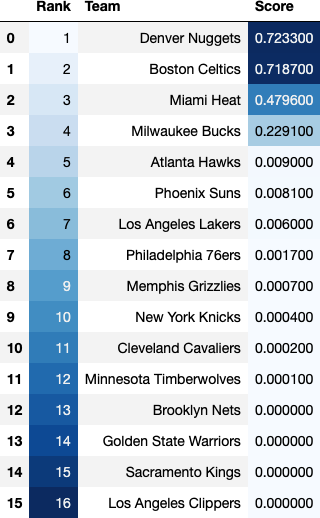 Rank Team Score
0 1 Denver Nuggets 0.723300
1 2 Boston Celtics 0.718700
2 3 Miami Heat 0.479600
3 4 Milwaukee Bucks 0.229100
4 5 Atlanta Hawks 0.009000
5 6 Phoenix Suns 0.008100
6 7 Los Angeles Lakers 0.006000
7 8 Philadelphia 76ers 0.001700
8 9 Memphis Grizzlies 0.000700
9 10 New York Knicks 0.000400
10 11 Cleveland Cavaliers 0.000200
11 12 Minnesota Timberwolves 0.000100
12 13 Brooklyn Nets 0.000000
13 14 Golden State Warriors 0.000000
14 15 Sacramento Kings 0.000000
15 16 Los Angeles Clippers 0.000000